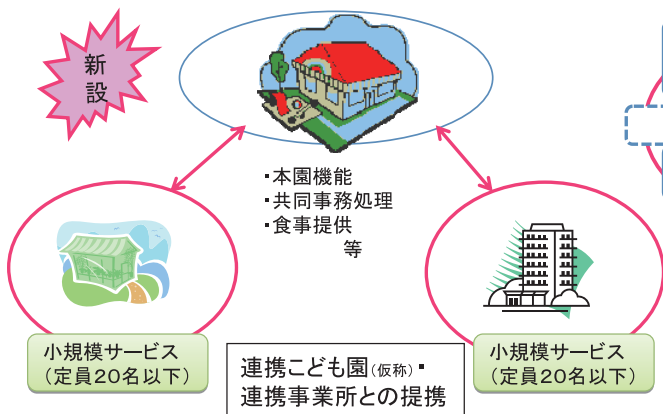 新
設
・本園機能
・共同事務処理
・食事提供
等
小規模サービス
（定員２０名以下）
連携こども園(仮称)・
連携事業所との提携
小規模サービス
（定員２０名以下）